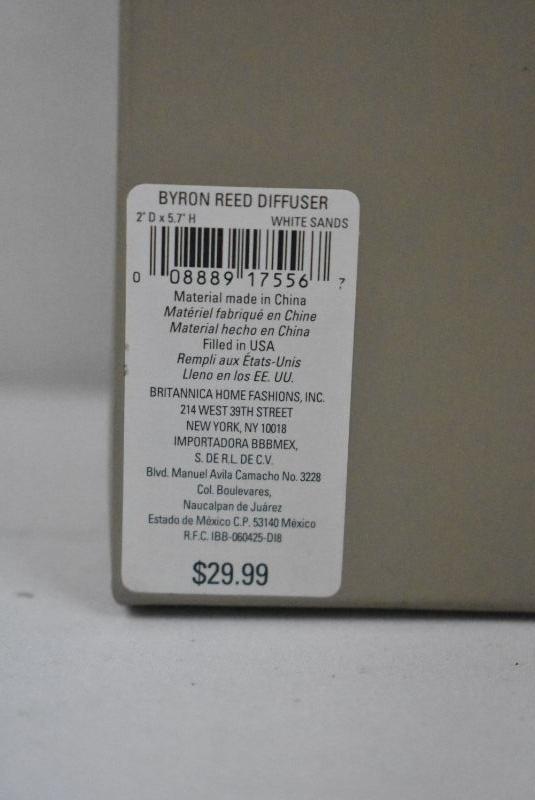 BYRON REED DIFFUSER
2" D x 5.7" H WHITE SANDS
0 08889 17556 7
Material made in China
Matériel fabriqué en Chine
Material hecho en China
Filled in USA
Rempli aux États-Unis
Lleno en los EE. UU.
BRITANNICA HOME FASHIONS, INC.
214 WEST 39TH STREET
NEW YORK, NY 10018
IMPORTADORA BBBMEX,
S. DE R.L. DE C.V.
Blvd. Manuel Avila Camacho No. 3228
Col. Boulevares,
Naucalpan de Juárez
Estado de México C.P. 53140 México
R.F.C. IBB-060425-DI8
$29.99